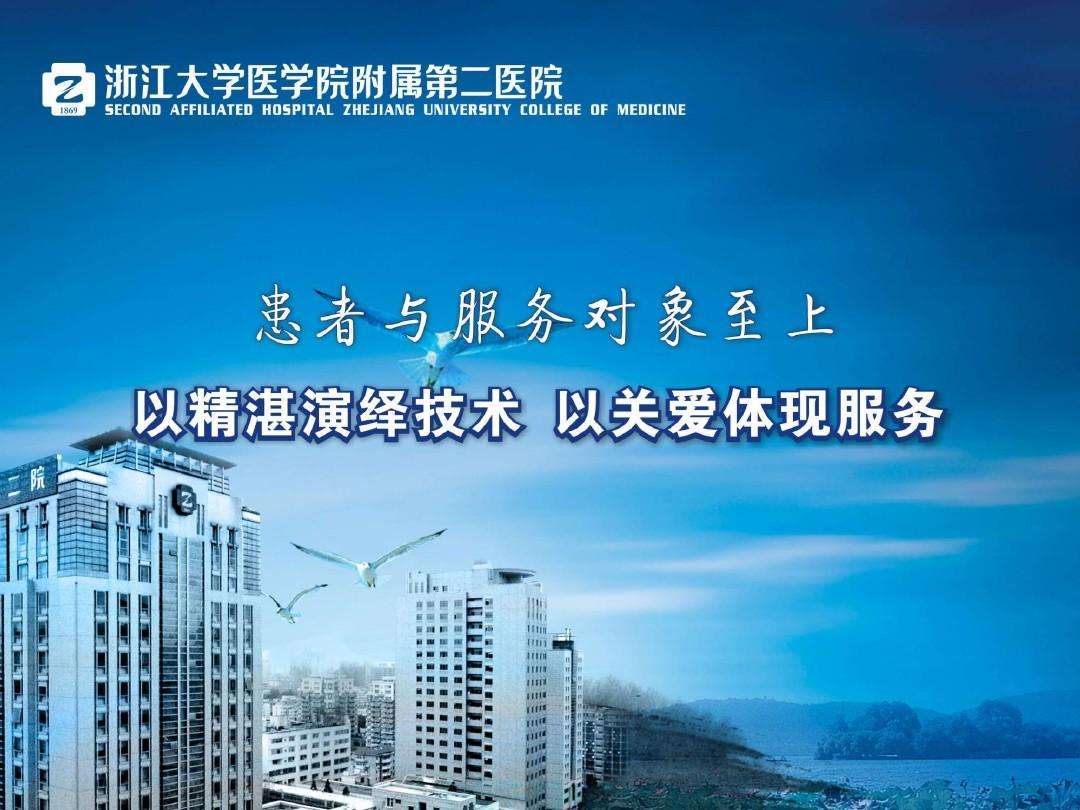 浙江大学医学院附属第二医院
SECOND AFFILIATED HOSPITAL ZHEJIANG UNIVERSITY COLLEGE OF MEDICINE
Z
1869
患者与服务对象至上
以精湛演绎技术 以关爱体现服务
二院
Z